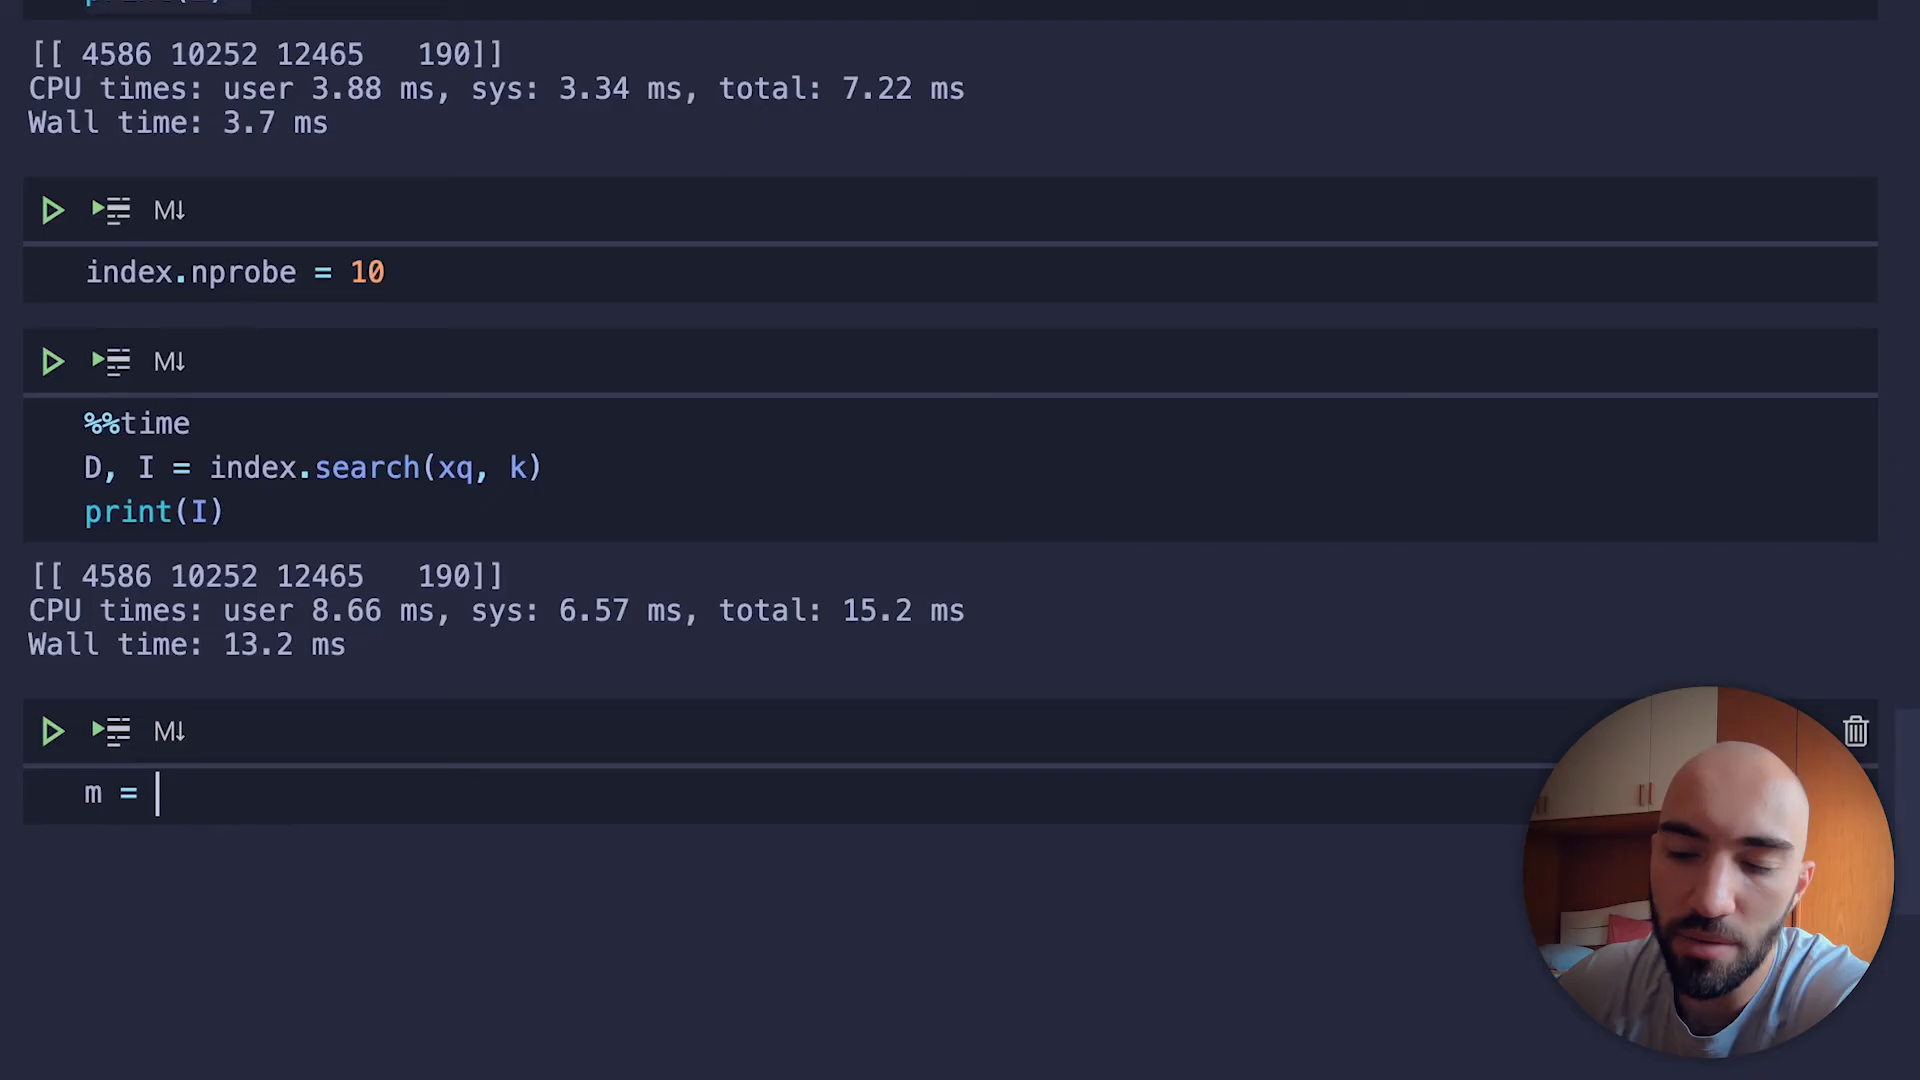 [[ 4586 10252 12465   190]]
CPU times: user 3.88 ms, sys: 3.34 ms, total: 7.22 ms
Wall time: 3.7 ms
M↓
index.nprobe = 10
M↓
%%time
D, I = index.search(xq, k)
print(I)
[[ 4586 10252 12465   190]]
CPU times: user 8.66 ms, sys: 6.57 ms, total: 15.2 ms
Wall time: 13.2 ms
M↓
m =